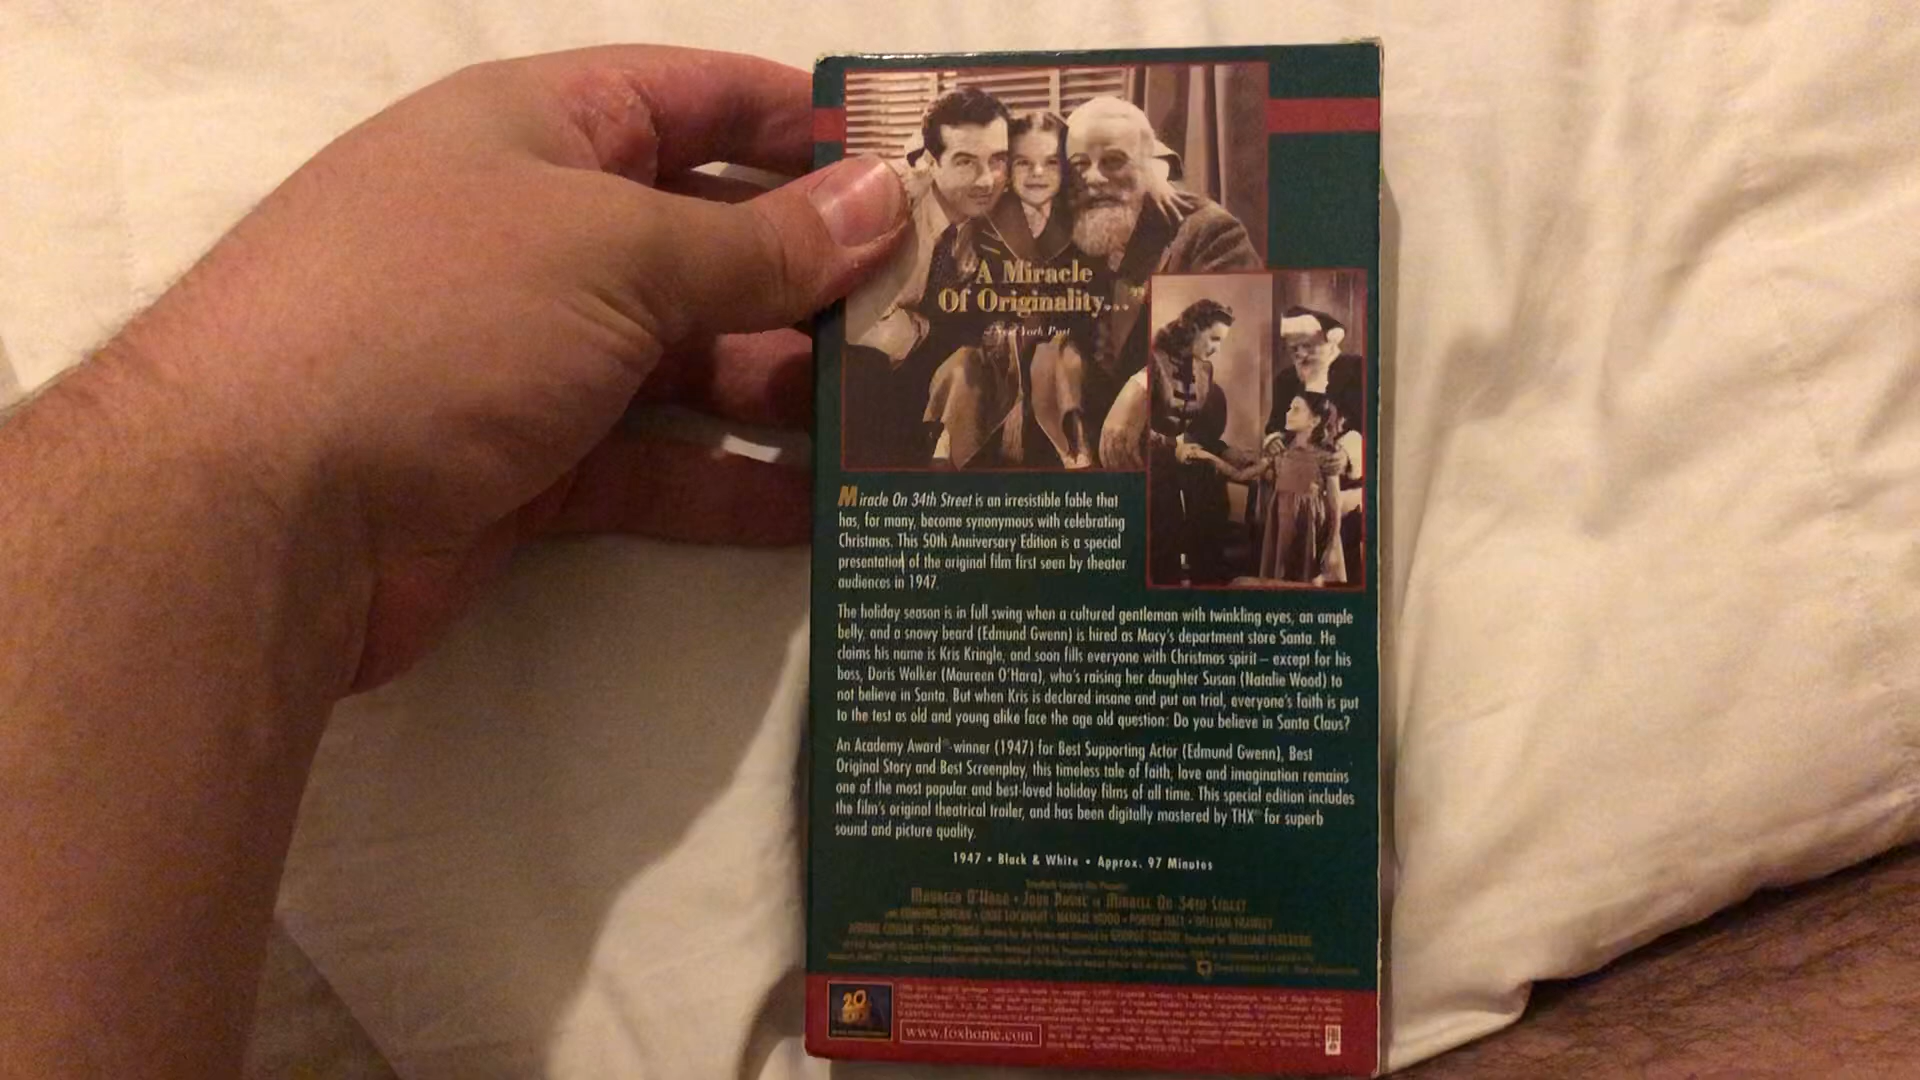 "A Miracle
Of Originality..."
–New York Post
Miracle On 34th Street is an irresistible fable that
has, for many, become synonymous with celebrating
Christmas. This 50th Anniversary Edition is a special
presentation of the original film first seen by theater
audiences in 1947.
The holiday season is in full swing when a cultured gentleman with twinkling eyes, an ample
belly, and a snowy beard (Edmund Gwenn) is hired as Macy's department store Santa. He
claims his name is Kris Kringle, and soon fills everyone with Christmas spirit – except for his
boss, Doris Walker (Maureen O'Hara), who's raising her daughter Susan (Natalie Wood) to
not believe in Santa. But when Kris is declared insane and put on trial, everyone's faith is put
to the test as old and young alike face the age old question: Do you believe in Santa Claus?
An Academy Award®-winner (1947) for Best Supporting Actor (Edmund Gwenn), Best
Original Story and Best Screenplay, this timeless tale of faith, love and imagination remains
one of the most popular and best-loved holiday films of all time. This special edition includes
the film's original theatrical trailer, and has been digitally mastered by THX® for superb
sound and picture quality.
1947 • Black & White • Approx. 97 Minutes
Maureen O'Hara • John Payne in Miracle On 34th Street
20
www.foxhome.com